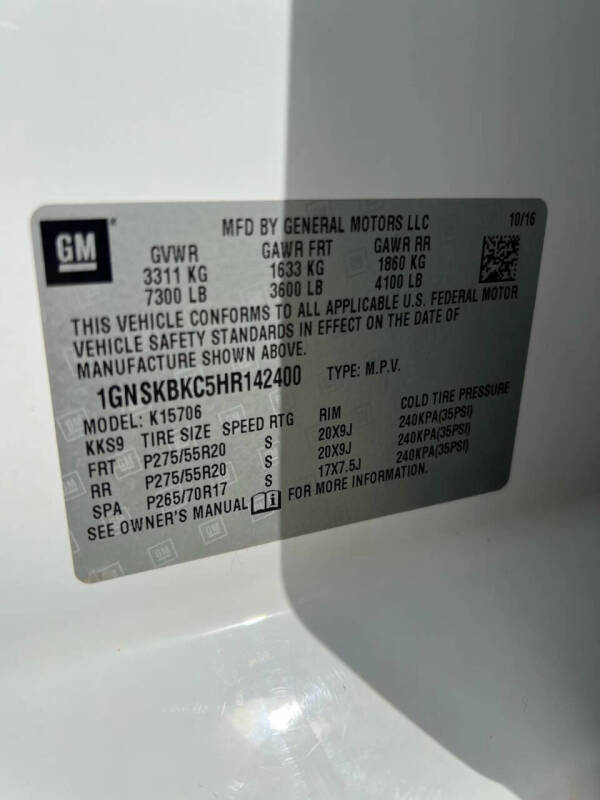 GM
MFD BY GENERAL MOTORS LLC 10/16
GVWR GAWR FRT GAWR RR
3311 KG 1633 KG 1860 KG
7300 LB 3600 LB 4100 LB
THIS VEHICLE CONFORMS TO ALL APPLICABLE U.S. FEDERAL MOTOR
VEHICLE SAFETY STANDARDS IN EFFECT ON THE DATE OF
MANUFACTURE SHOWN ABOVE.
1GNSKBKC5HR142400 TYPE: M.P.V.
MODEL: K15706
KKS9 TIRE SIZE SPEED RTG RIM COLD TIRE PRESSURE
FRT P275/55R20 S 20X9J 240KPA(35PSI)
RR P275/55R20 S 20X9J 240KPA(35PSI)
SPA P265/70R17 S 17X7.5J 240KPA(35PSI)
SEE OWNER'S MANUAL FOR MORE INFORMATION.